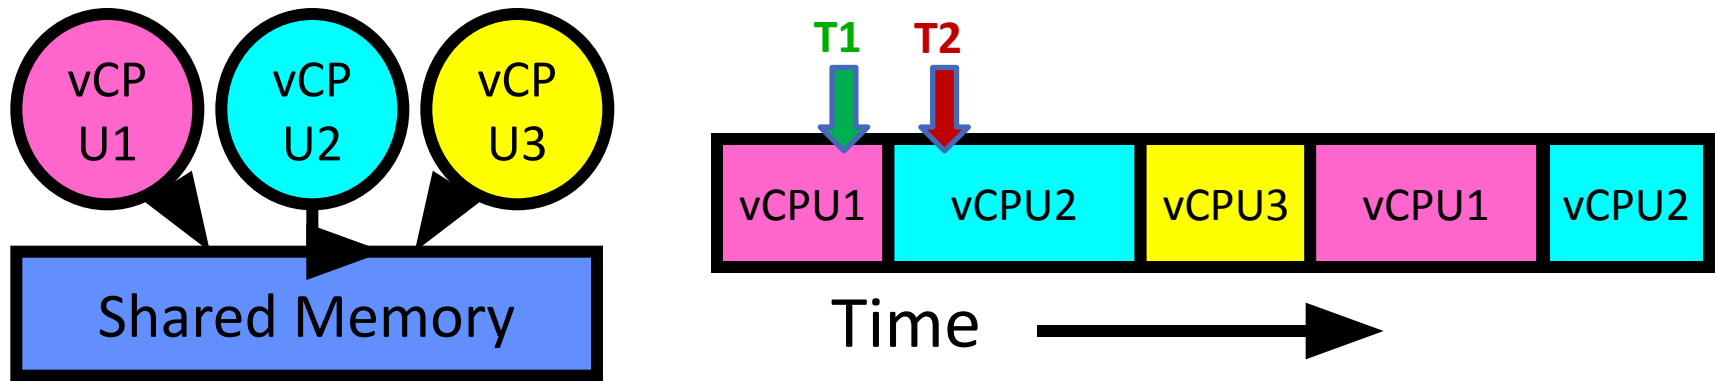 vCP
U1
vCP
U2
vCP
U3
Shared Memory
T1
T2
vCPU1
vCPU2
vCPU3
vCPU1
vCPU2
Time